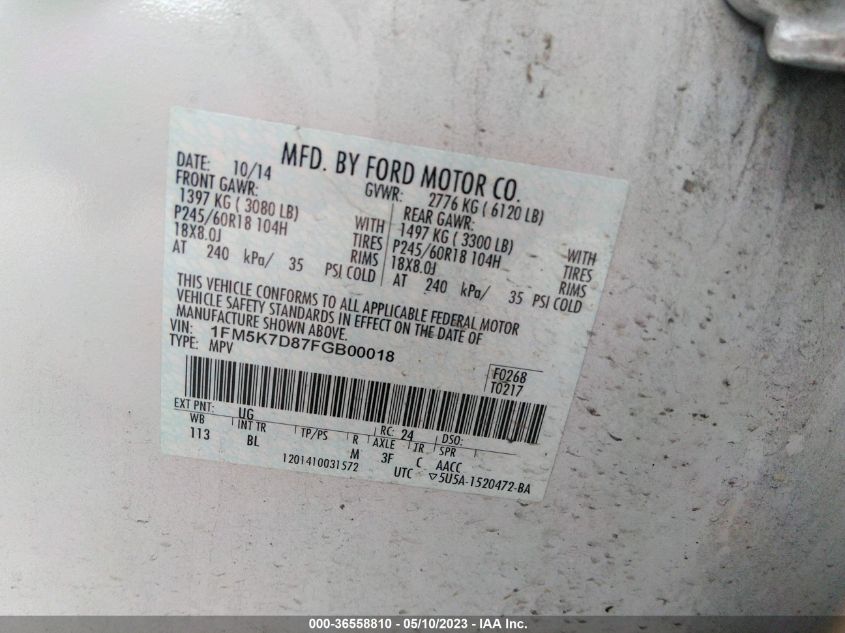 MFD. BY FORD MOTOR CO.
DATE: 10/14 GVWR: 2776 KG ( 6120 LB)
FRONT GAWR: REAR GAWR:
1397 KG ( 3080 LB) WITH 1497 KG ( 3300 LB) WITH
P245/60R18 104H TIRES P245/60R18 104H TIRES
18X8.0J RIMS 18X8.0J RIMS
AT 240 kPa/ 35 PSI COLD AT 240 kPa/ 35 PSI COLD
THIS VEHICLE CONFORMS TO ALL APPLICABLE FEDERAL MOTOR
VEHICLE SAFETY STANDARDS IN EFFECT ON THE DATE OF
MANUFACTURE SHOWN ABOVE.
VIN: 1FM5K7D87FGB00018
TYPE: MPV
F0268
T0217
EXT PNT: UG RC: 24 DSO:
WB INT TR TP/PS R AXLE TR SPR
113 BL M 3F C AACC
1201410031572 UTC ▽5U5A-1520472-BA
000-36558810 - 05/10/2023 - IAA Inc.